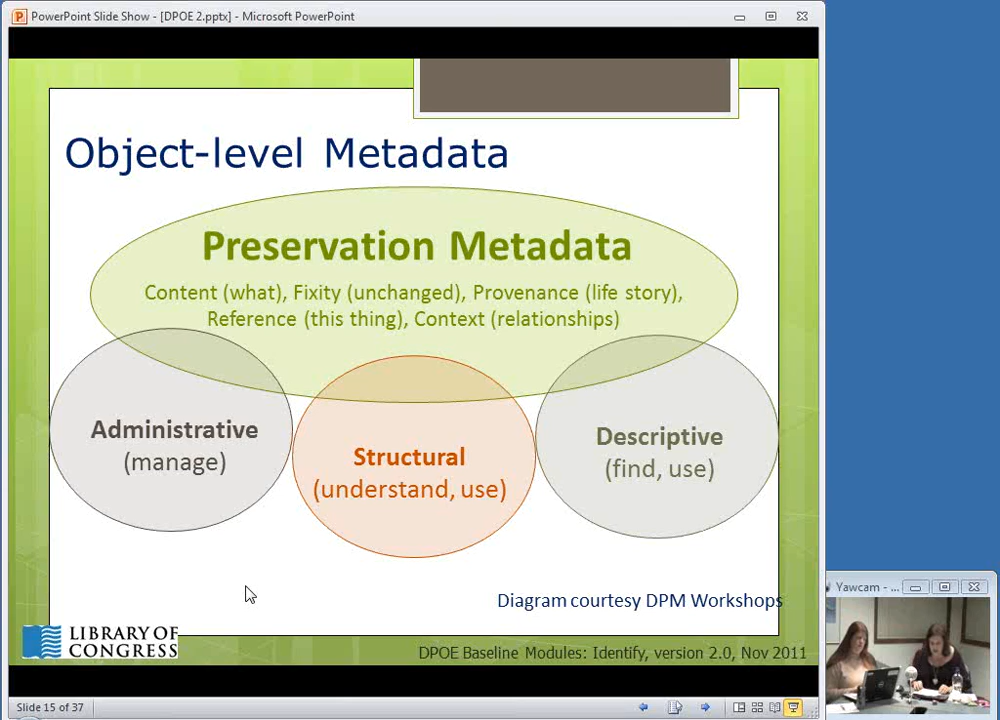 PowerPoint Slide Show - [DPOE 2.pptx] - Microsoft PowerPoint
Object-level Metadata
Preservation Metadata
Content (what), Fixity (unchanged), Provenance (life story),
Reference (this thing), Context (relationships)
Administrative
(manage)
Structural
(understand, use)
Descriptive
(find, use)
Diagram courtesy DPM Workshops
LIBRARY OF
CONGRESS
DPOE Baseline Modules: Identify, version 2.0, Nov 2011
Yawcam - ...
Slide 15 of 37